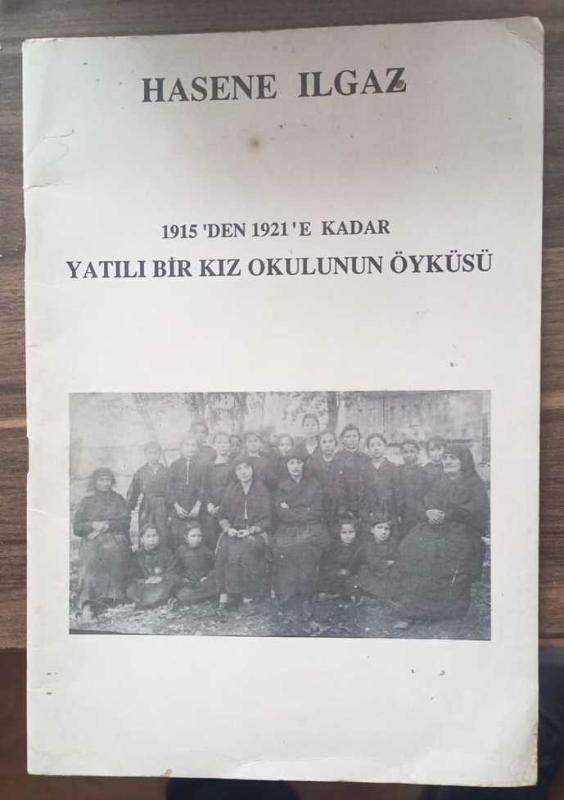 HASENE ILGAZ
1915 'DEN 1921'E KADAR
YATILI BİR KIZ OKULUNUN ÖYKÜSÜ